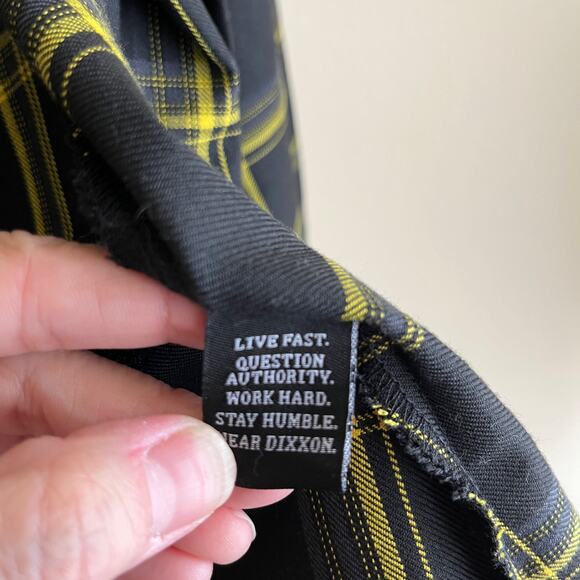 LIVE FAST.
QUESTION
AUTHORITY.
WORK HARD.
STAY HUMBLE.
WEAR DIXXON.